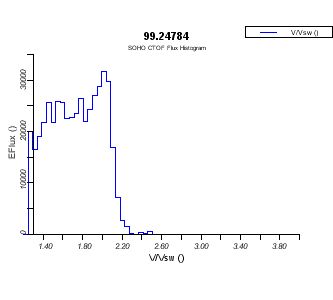 99.24784
SOHO CTOF Flux Histogram
V/Vsw ()
EFlux ()
30000
20000
10000
0
1.40 1.80 2.20 2.60 3.00 3.40 3.80
V/Vsw ()